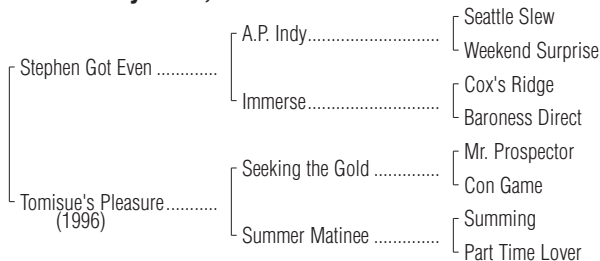 Seattle Slew
A.P. Indy
Weekend Surprise
Stephen Got Even
Cox's Ridge
Immerse
Baroness Direct
Mr. Prospector
Seeking the Gold
Con Game
Tomisue's Pleasure
(1996)
Summing
Summer Matinee
Part Time Lover